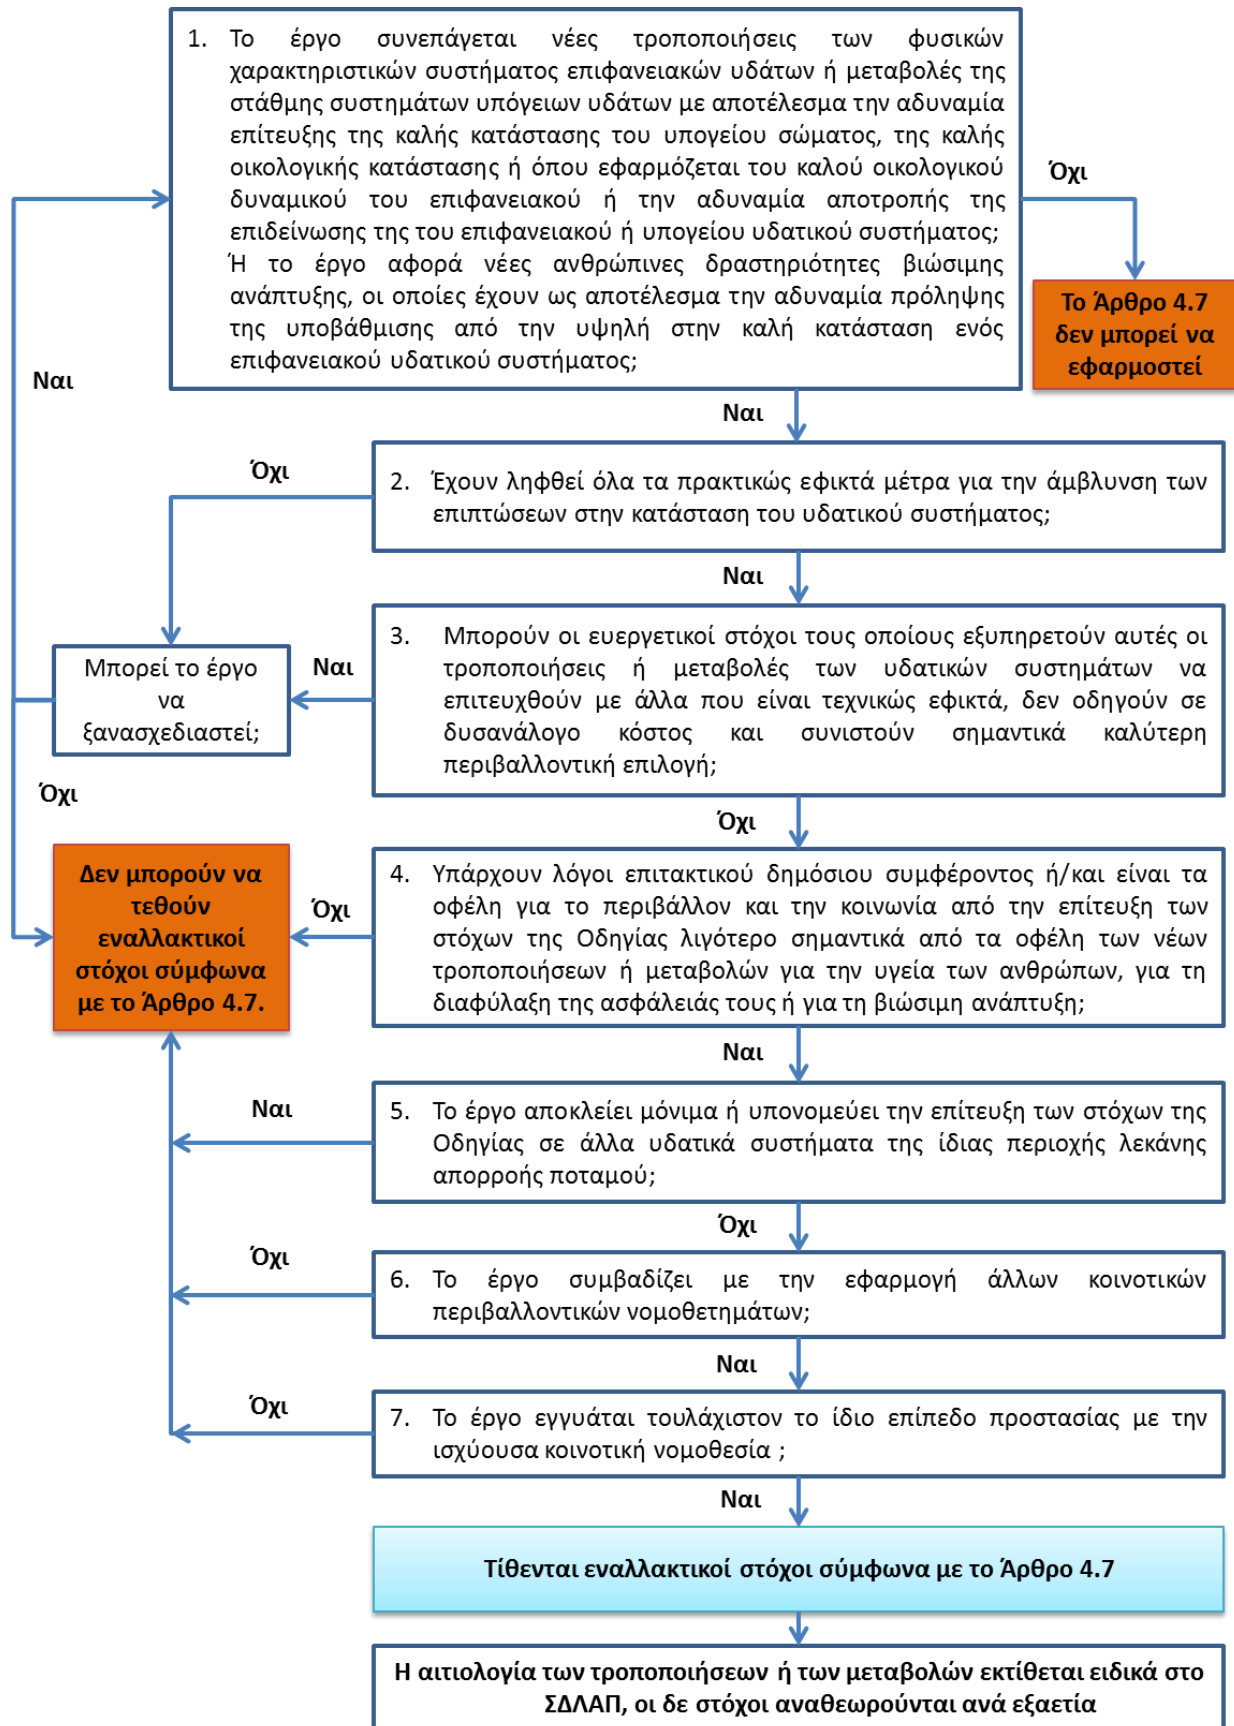 1. Το έργο συνεπάγεται νέες τροποποιήσεις των φυσικών
χαρακτηριστικών συστήματος επιφανειακών υδάτων ή μεταβολές της
στάθμης συστημάτων υπόγειων υδάτων με αποτέλεσμα την αδυναμία
επίτευξης της καλής κατάστασης του υπογείου σώματος, της καλής
οικολογικής κατάστασης ή όπου εφαρμόζεται του καλού οικολογικού
δυναμικού του επιφανειακού ή την αδυναμία αποτροπής της
επιδείνωσης της του επιφανειακού ή υπογείου υδατικού συστήματος;
Ή το έργο αφορά νέες ανθρώπινες δραστηριότητες βιώσιμης
ανάπτυξης, οι οποίες έχουν ως αποτέλεσμα την αδυναμία πρόληψης
της υποβάθμισης από την υψηλή στην καλή κατάσταση ενός
επιφανειακού υδατικού συστήματος;
Όχι
Το Άρθρο 4.7
δεν μπορεί να
εφαρμοστεί
Ναι
Ναι
Όχι
2. Έχουν ληφθεί όλα τα πρακτικώς εφικτά μέτρα για την άμβλυνση των
επιπτώσεων στην κατάσταση του υδατικού συστήματος;
Ναι
3. Μπορούν οι ευεργετικοί στόχοι τους οποίους εξυπηρετούν αυτές οι
τροποποιήσεις ή μεταβολές των υδατικών συστημάτων να
επιτευχθούν με άλλα που είναι τεχνικώς εφικτά, δεν οδηγούν σε
δυσανάλογο κόστος και συνιστούν σημαντικά καλύτερη
περιβαλλοντική επιλογή;
Ναι
Μπορεί το έργο
να
ξανασχεδιαστεί;
Όχι
Όχι
Δεν μπορούν να
τεθούν
εναλλακτικοί
στόχοι σύμφωνα
με το Άρθρο 4.7.
Όχι
4. Υπάρχουν λόγοι επιτακτικού δημόσιου συμφέροντος ή/και είναι τα
οφέλη για το περιβάλλον και την κοινωνία από την επίτευξη των
στόχων της Οδηγίας λιγότερο σημαντικά από τα οφέλη των νέων
τροποποιήσεων ή μεταβολών για την υγεία των ανθρώπων, για τη
διαφύλαξη της ασφάλειάς τους ή για τη βιώσιμη ανάπτυξη;
Ναι
Ναι
5. Το έργο αποκλείει μόνιμα ή υπονομεύει την επίτευξη των στόχων της
Οδηγίας σε άλλα υδατικά συστήματα της ίδιας περιοχής λεκάνης
απορροής ποταμού;
Όχι
Όχι
6. Το έργο συμβαδίζει με την εφαρμογή άλλων κοινοτικών
περιβαλλοντικών νομοθετημάτων;
Ναι
Όχι
7. Το έργο εγγυάται τουλάχιστον το ίδιο επίπεδο προστασίας με την
ισχύουσα κοινοτική νομοθεσία ;
Ναι
Τίθενται εναλλακτικοί στόχοι σύμφωνα με το Άρθρο 4.7
Η αιτιολογία των τροποποιήσεων ή των μεταβολών εκτίθεται ειδικά στο
ΣΔΛΑΠ, οι δε στόχοι αναθεωρούνται ανά εξαετία